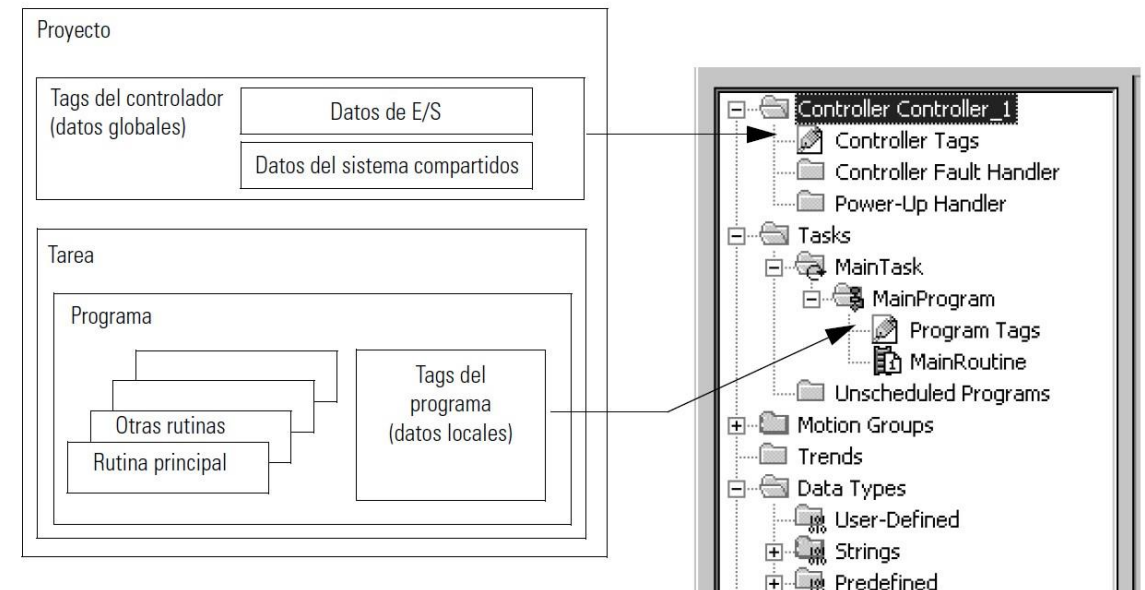 Proyecto
Tags del controlador
(datos globales)
Datos de E/S
Datos del sistema compartidos
Tarea
Programa
Otras rutinas
Rutina principal
Tags del
programa
(datos locales)
Controller Controller_1
Controller Tags
Controller Fault Handler
Power-Up Handler
Tasks
MainTask
MainProgram
Program Tags
MainRoutine
Unscheduled Programs
Motion Groups
Trends
Data Types
User-Defined
Strings
Predefined